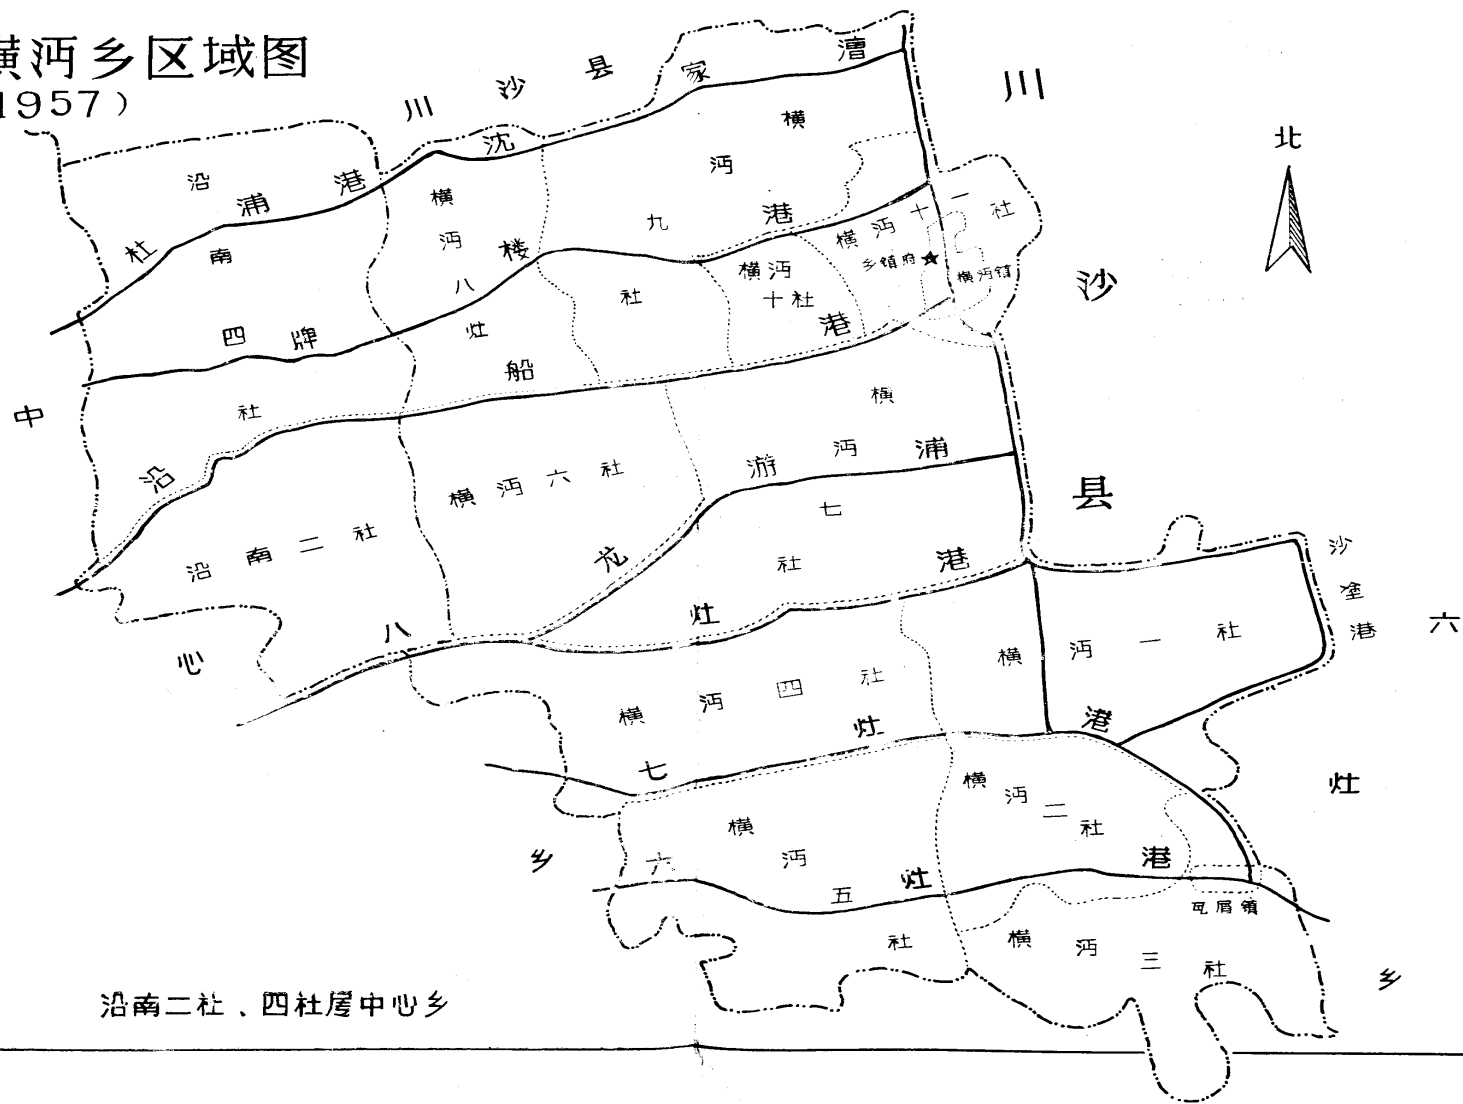 横沔乡区域图
1957）
川沙县
川沙县
北
沈家漕
杜浦港
沿南四社
横沔八灶
横沔九社
横沔十社
横沔十一社
乡镇府
横沔镇
牌楼港
沿船港
中心乡
沿南二社
横沔六社
横沔七社
龙游浦
八灶港
横沔四社
横沔一社
沙塗港
六灶乡
七灶港
横沔五社
横沔二社
六灶港
瓦屑镇
横沔三社
沿南二社、四社属中心乡